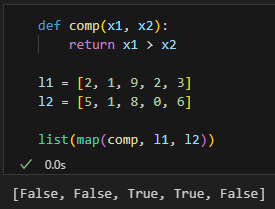 def comp(x1, x2):
    return x1 > x2
l1 = [2, 1, 9, 2, 3]
l2 = [5, 1, 8, 0, 6]
list(map(comp, l1, l2))
0.0s
[False, False, True, True, False]